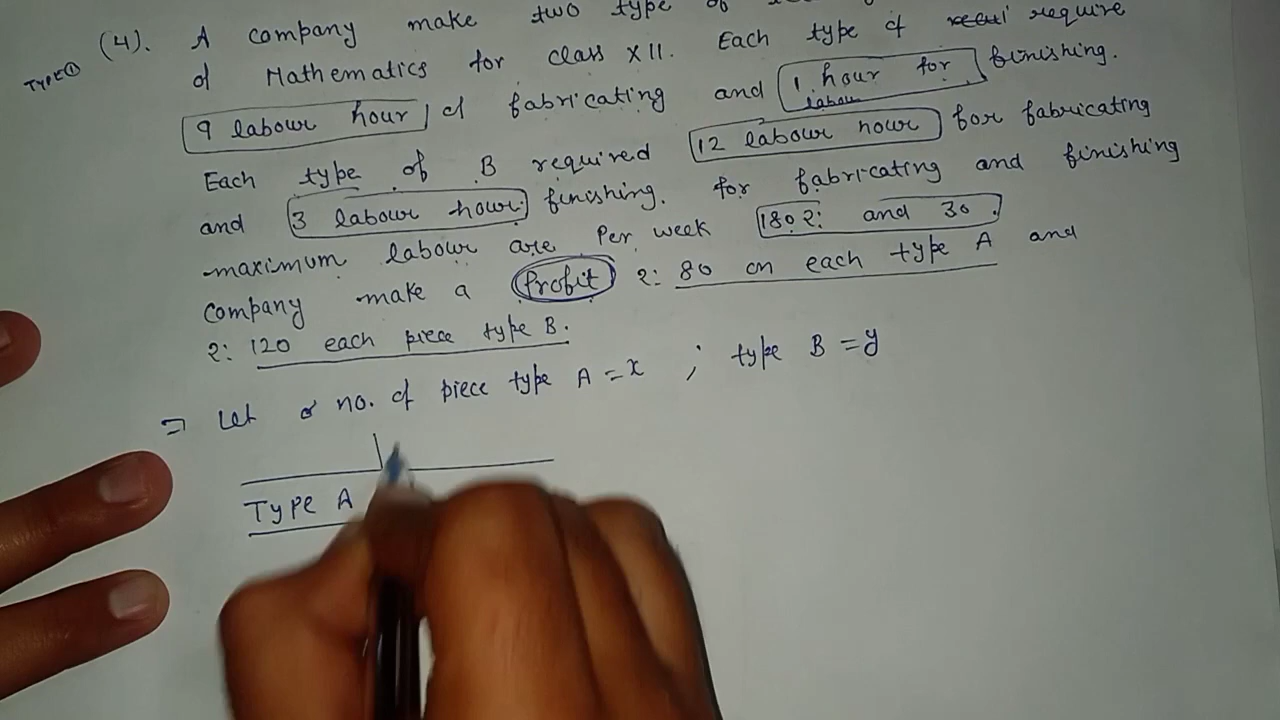 (4). A company make two type of
TYPE① of Mathematics for class XII. Each type of require
9 labour hour of fabricating and 1 hour for finishing.
labour
Each type of B required 12 labour hour for fabricating
and 3 labour hour finishing. for fabricating and finishing
maximum labour are Per week 180 and 30.
company make a Profit 80 on each type A and
120 each piece type B.
⇒ Let no. of piece type A = x ; type B = y
Type A